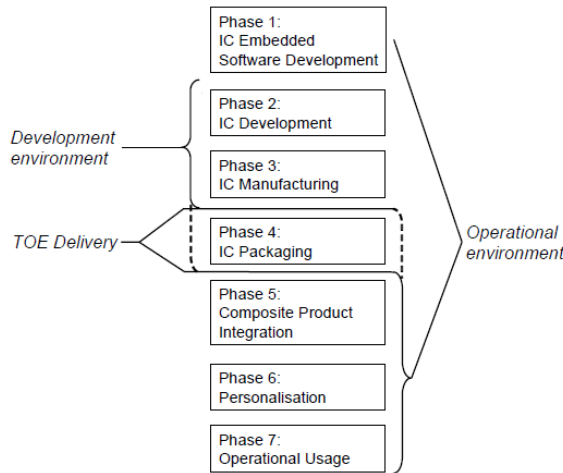 Phase 1:
IC Embedded
Software Development
Phase 2:
IC Development
Development
environment
Phase 3:
IC Manufacturing
TOE Delivery
Phase 4:
IC Packaging
Operational
environment
Phase 5:
Composite Product
Integration
Phase 6:
Personalisation
Phase 7:
Operational Usage